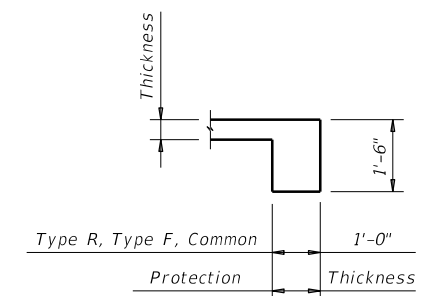 Thickness
1'-6"
Type R, Type F, Common 1'-0"
Protection Thickness